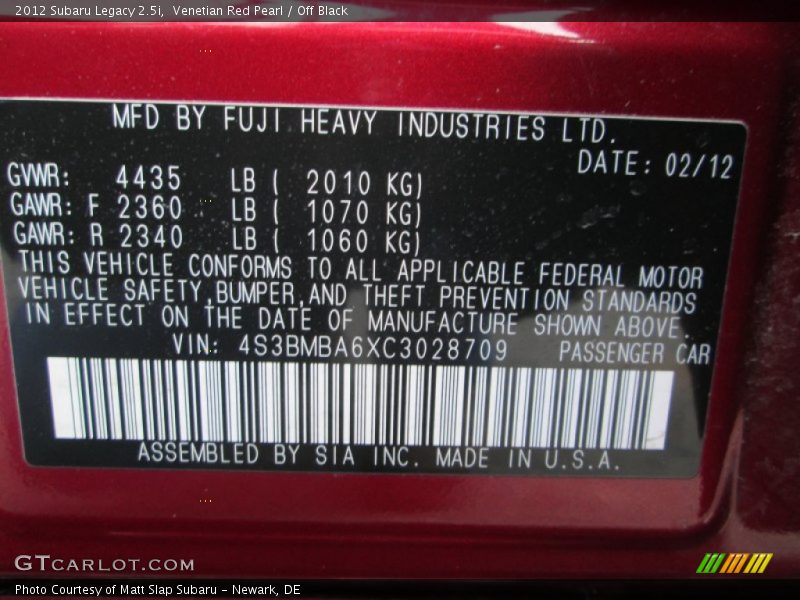 2012 Subaru Legacy 2.5i, Venetian Red Pearl / Off Black
MFD BY FUJI HEAVY INDUSTRIES LTD.
DATE: 02/12
GVWR: 4435 LB ( 2010 KG)
GAWR: F 2360 LB ( 1070 KG)
GAWR: R 2340 LB ( 1060 KG)
THIS VEHICLE CONFORMS TO ALL APPLICABLE FEDERAL MOTOR
VEHICLE SAFETY,BUMPER,AND THEFT PREVENTION STANDARDS
IN EFFECT ON THE DATE OF MANUFACTURE SHOWN ABOVE.
VIN: 4S3BMBA6XC3028709 PASSENGER CAR
ASSEMBLED BY SIA INC. MADE IN U.S.A.
GTCARLOT.COM
Photo Courtesy of Matt Slap Subaru - Newark, DE